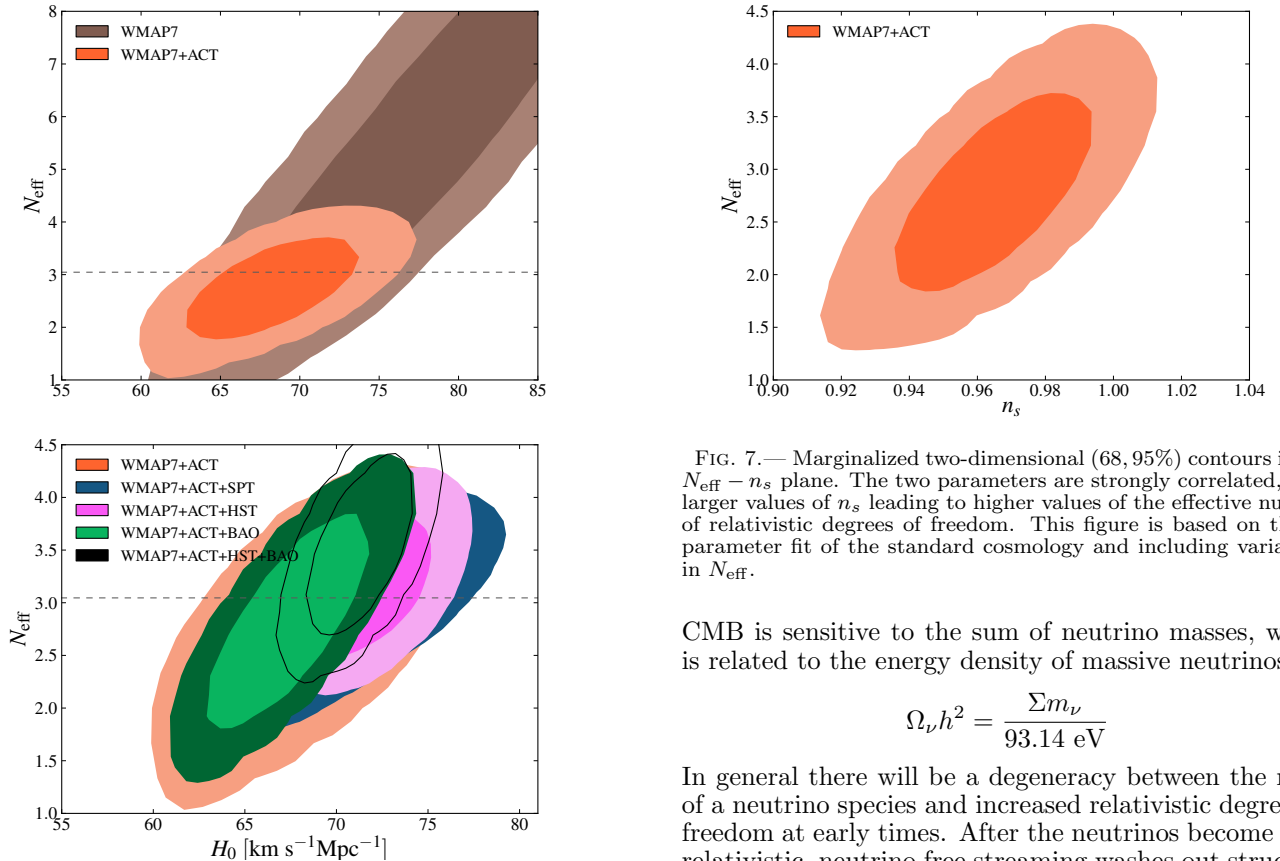 8
7
6
5
4
3
2
1
N_eff
WMAP7
WMAP7+ACT
55 60 65 70 75 80 85
4.5
4.0
3.5
3.0
2.5
2.0
1.5
1.0
N_eff
WMAP7+ACT
WMAP7+ACT+SPT
WMAP7+ACT+HST
WMAP7+ACT+BAO
WMAP7+ACT+HST+BAO
55 60 65 70 75 80
H_0 [km s^−1Mpc^−1]
4.5
4.0
3.5
3.0
2.5
2.0
1.5
1.0
N_eff
WMAP7+ACT
0.90 0.92 0.94 0.96 0.98 1.00 1.02 1.04
n_s
FIG. 7.— Marginalized two-dimensional (68, 95%) contours i
N_eff − n_s plane. The two parameters are strongly correlated,
larger values of n_s leading to higher values of the effective nu
of relativistic degrees of freedom. This figure is based on t
parameter fit of the standard cosmology and including varia
in N_eff.
CMB is sensitive to the sum of neutrino masses, w
is related to the energy density of massive neutrinos
Ω_ν h^2 = Σm_ν / 93.14 eV
In general there will be a degeneracy between the
of a neutrino species and increased relativistic degre
freedom at early times. After the neutrinos become
relativistic, neutrino free streaming washes out struc